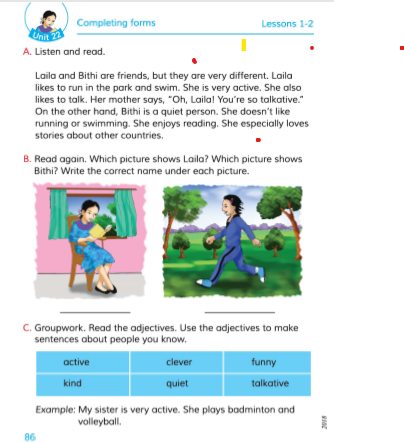 Unit 22
Completing forms
Lessons 1-2
A. Listen and read.
Laila and Bithi are friends, but they are very different. Laila
likes to run in the park and swim. She is very active. She also
likes to talk. Her mother says, "Oh, Laila! You're so talkative."
On the other hand, Bithi is a quiet person. She doesn't like
running or swimming. She enjoys reading. She especially loves
stories about other countries.
B. Read again. Which picture shows Laila? Which picture shows
Bithi? Write the correct name under each picture.
C. Groupwork. Read the adjectives. Use the adjectives to make
sentences about people you know.
active clever funny
kind quiet talkative
Example: My sister is very active. She plays badminton and
volleyball.
2018
86